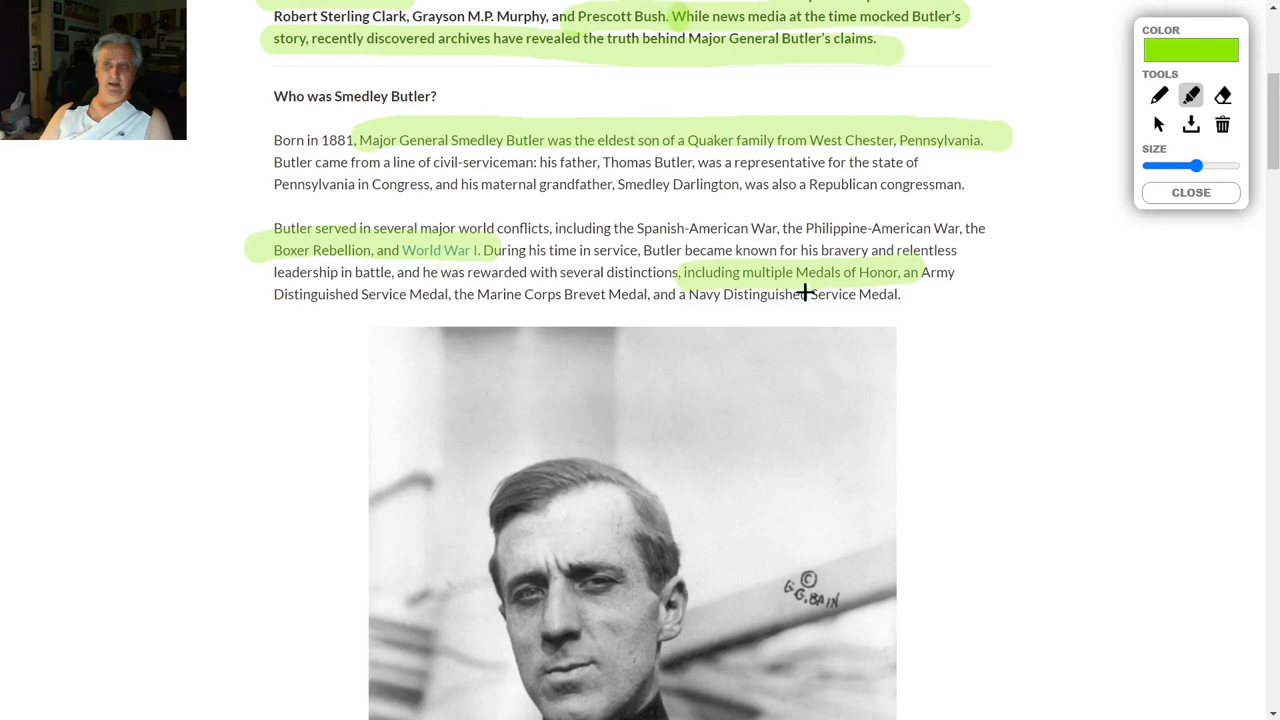 Robert Sterling Clark, Grayson M.P. Murphy, and Prescott Bush. While news media at the time mocked Butler’s
story, recently discovered archives have revealed the truth behind Major General Butler’s claims.
Who was Smedley Butler?
Born in 1881, Major General Smedley Butler was the eldest son of a Quaker family from West Chester, Pennsylvania.
Butler came from a line of civil-serviceman: his father, Thomas Butler, was a representative for the state of
Pennsylvania in Congress, and his maternal grandfather, Smedley Darlington, was also a Republican congressman.
Butler served in several major world conflicts, including the Spanish-American War, the Philippine-American War, the
Boxer Rebellion, and World War I. During his time in service, Butler became known for his bravery and relentless
leadership in battle, and he was rewarded with several distinctions, including multiple Medals of Honor, an Army
Distinguished Service Medal, the Marine Corps Brevet Medal, and a Navy Distinguished Service Medal.
©
G.G. BAIN
COLOR
TOOLS
SIZE
CLOSE